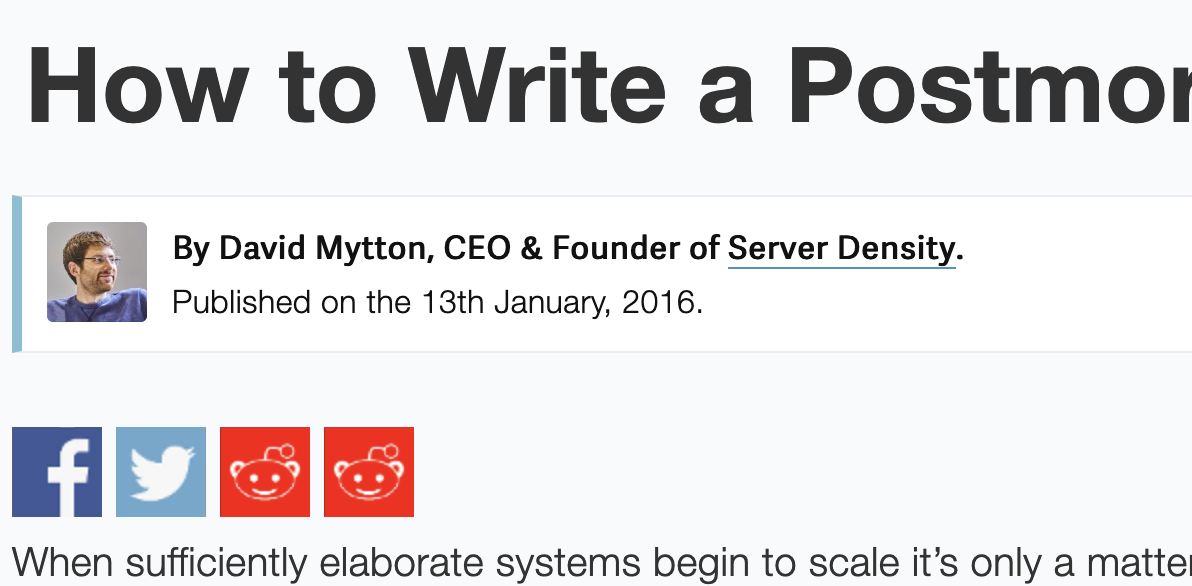 How to Write a Postmor
By David Mytton, CEO & Founder of Server Density.
Published on the 13th January, 2016.
When sufficiently elaborate systems begin to scale it’s only a matter